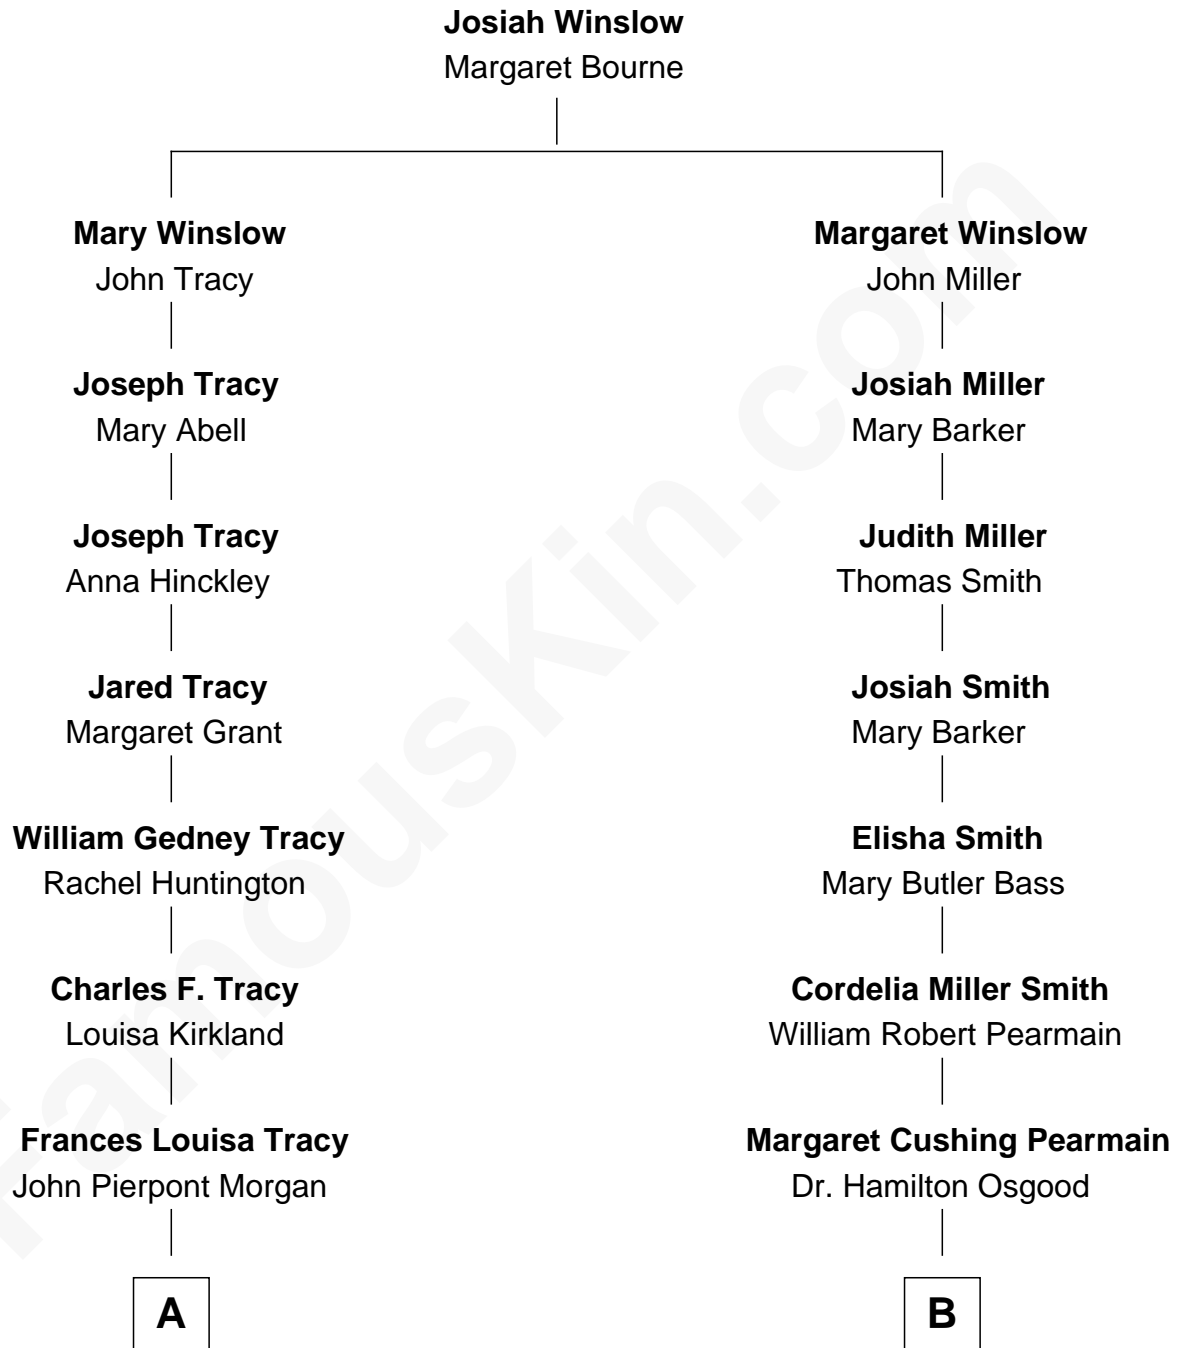 Josiah Winslow
Margaret Bourne
Mary Winslow
John Tracy
Margaret Winslow
John Miller
Joseph Tracy
Mary Abell
Josiah Miller
Mary Barker
Joseph Tracy
Anna Hinckley
Judith Miller
Thomas Smith
Jared Tracy
Margaret Grant
Josiah Smith
Mary Barker
William Gedney Tracy
Rachel Huntington
Elisha Smith
Mary Butler Bass
Charles F. Tracy
Louisa Kirkland
Cordelia Miller Smith
William Robert Pearmain
Frances Louisa Tracy
John Pierpont Morgan
Margaret Cushing Pearmain
Dr. Hamilton Osgood
A
B
FamousKin.com